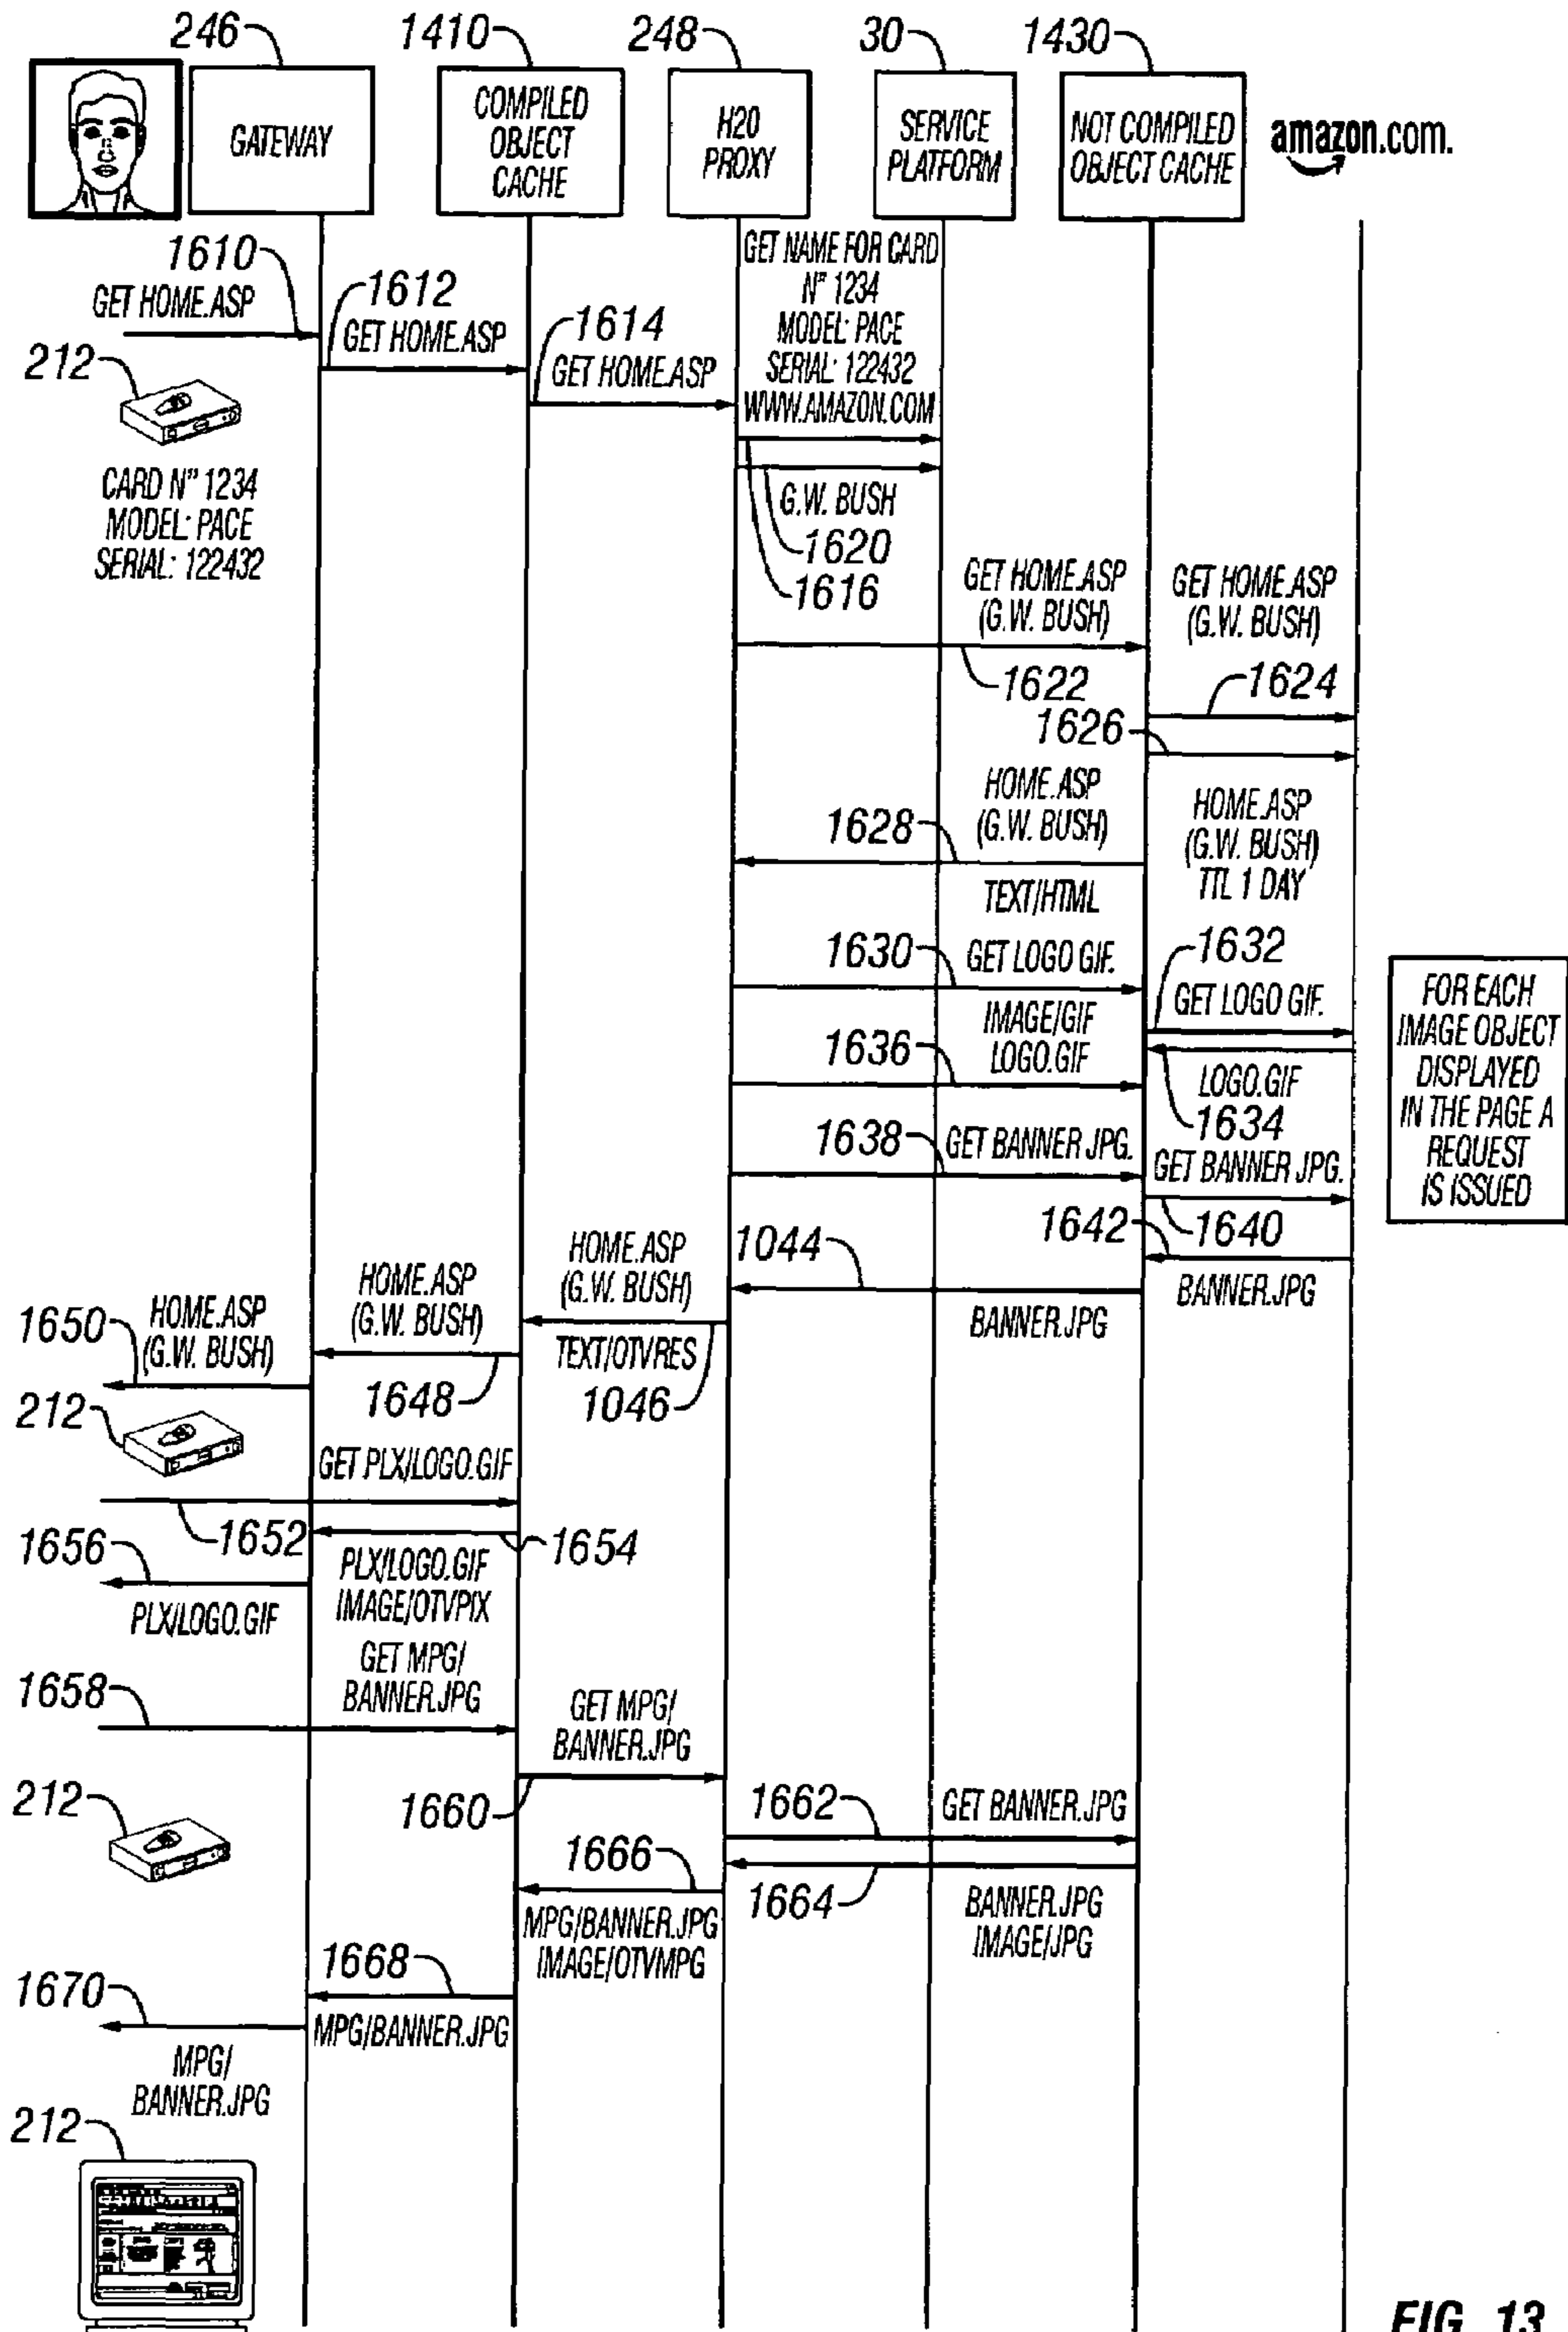 246
1410
248
30
1430
GATEWAY
COMPILED
OBJECT
CACHE
H20
PROXY
SERVICE
PLATFORM
NOT COMPILED
OBJECT CACHE
amazon.com.
1610
GET HOME.ASP
1612
GET HOME.ASP
1614
GET HOME.ASP
GET NAME FOR CARD
N" 1234
MODEL: PACE
SERIAL: 122432
WWW.AMAZON.COM
212
CARD N" 1234
MODEL: PACE
SERIAL: 122432
G.W. BUSH
1620
1616
GET HOME.ASP
(G.W. BUSH)
GET HOME.ASP
(G.W. BUSH)
1622
1624
1626
HOME.ASP
(G.W. BUSH)
1628
TEXT/HTML
HOME.ASP
(G.W. BUSH)
TTL 1 DAY
1630
GET LOGO GIF.
1632
GET LOGO GIF.
IMAGE/GIF
LOGO.GIF
1636
LOGO.GIF
1634
1638
GET BANNER JPG.
GET BANNER JPG.
FOR EACH
IMAGE OBJECT
DISPLAYED
IN THE PAGE A
REQUEST
IS ISSUED
1642
1640
BANNER.JPG
1044
BANNER.JPG
HOME.ASP
(G.W. BUSH)
TEXT/OTVRES
1046
HOME.ASP
(G.W. BUSH)
1648
1650
HOME.ASP
(G.W. BUSH)
212
GET PLX/LOGO.GIF
1652
1654
PLX/LOGO.GIF
IMAGE/OTVPIX
1656
PLX/LOGO.GIF
GET MPG/
BANNER.JPG
1658
GET MPG/
BANNER.JPG
1660
212
1662
GET BANNER.JPG
1666
1664
BANNER.JPG
IMAGE/JPG
MPG/BANNER.JPG
IMAGE/OTVMPG
1668
MPG/BANNER.JPG
1670
MPG/
BANNER.JPG
212
FIG. 13